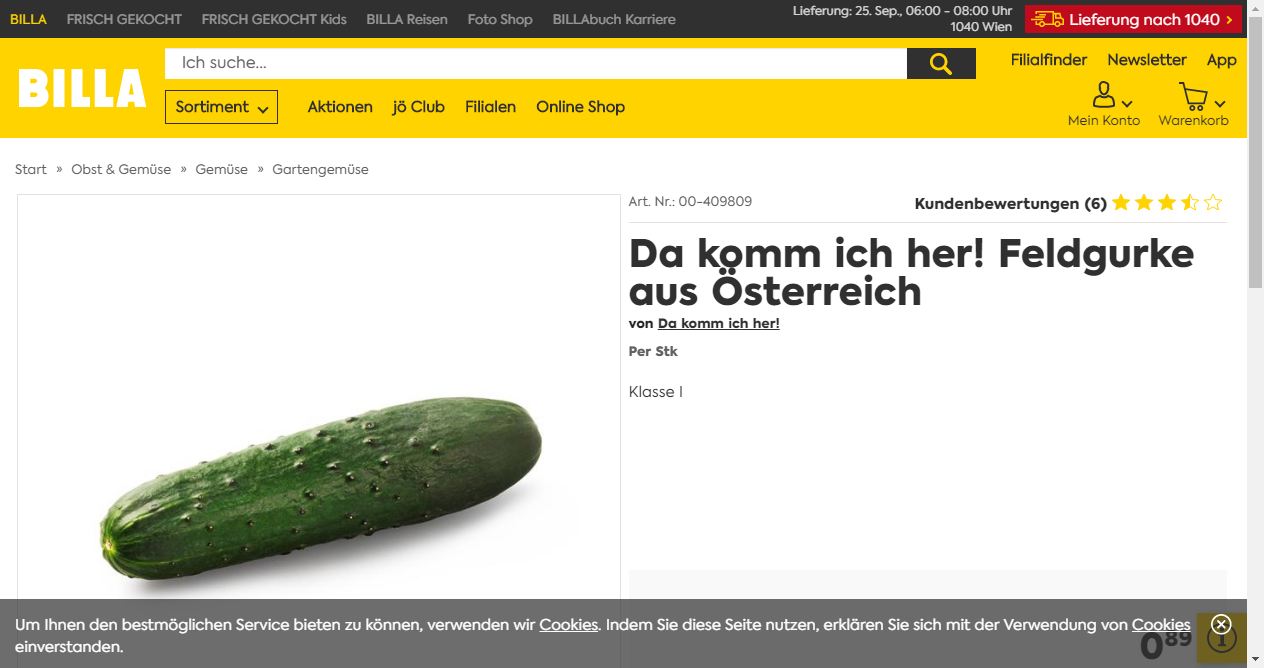 BILLA FRISCH GEKOCHT FRISCH GEKOCHT Kids BILLA Reisen Foto Shop BILLAbuch Karriere
Lieferung: 25. Sep., 06:00 - 08:00 Uhr
1040 Wien
Lieferung nach 1040 ›
BILLA
Ich suche...
Filialfinder Newsletter App
Sortiment Aktionen jö Club Filialen Online Shop
Mein Konto Warenkorb
Start » Obst & Gemüse » Gemüse » Gartengemüse
Art. Nr.: 00-409809
Kundenbewertungen (6)
Da komm ich her! Feldgurke
aus Österreich
von Da komm ich her!
Per Stk
Klasse I
Um Ihnen den bestmöglichen Service bieten zu können, verwenden wir Cookies. Indem Sie diese Seite nutzen, erklären Sie sich mit der Verwendung von Cookies
einverstanden.
0 89